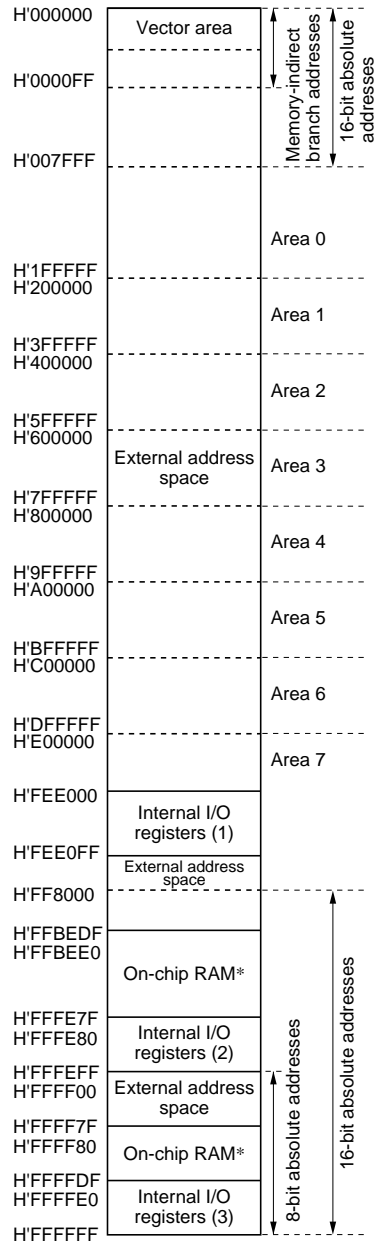 H'000000
Vector area
H'0000FF
Memory-indirect
branch addresses
16-bit absolute
addresses
H'007FFF
Area 0
H'1FFFFF
H'200000
Area 1
H'3FFFFF
H'400000
Area 2
H'5FFFFF
H'600000
External address
space
Area 3
H'7FFFFF
H'800000
Area 4
H'9FFFFF
H'A00000
Area 5
H'BFFFFF
H'C00000
Area 6
H'DFFFFF
H'E00000
Area 7
H'FEE000
Internal I/O
registers (1)
H'FEE0FF
External address
space
H'FF8000
H'FFBEDF
H'FFBEE0
On-chip RAM*
H'FFFE7F
H'FFFE80
Internal I/O
registers (2)
H'FFFEFF
H'FFFF00
External address
space
H'FFFF7F
H'FFFF80
On-chip RAM*
H'FFFFDF
H'FFFFE0
Internal I/O
registers (3)
H'FFFFFF
8-bit absolute addresses
16-bit absolute addresses